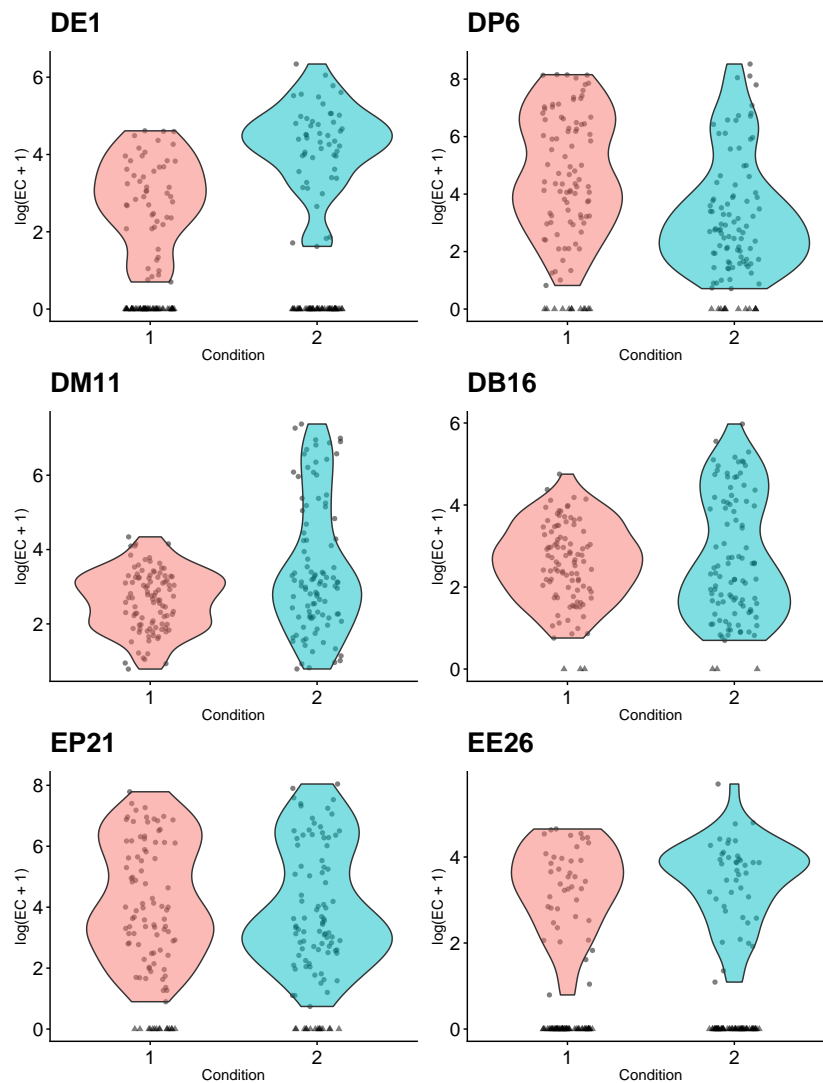 DE1
DP6
log(EC + 1)
6
4
2
0
1
2
Condition
log(EC + 1)
8
6
4
2
0
1
2
Condition
DM11
DB16
log(EC + 1)
6
4
2
1
2
Condition
log(EC + 1)
6
4
2
0
1
2
Condition
EP21
EE26
log(EC + 1)
8
6
4
2
0
1
2
Condition
log(EC + 1)
4
2
0
1
2
Condition